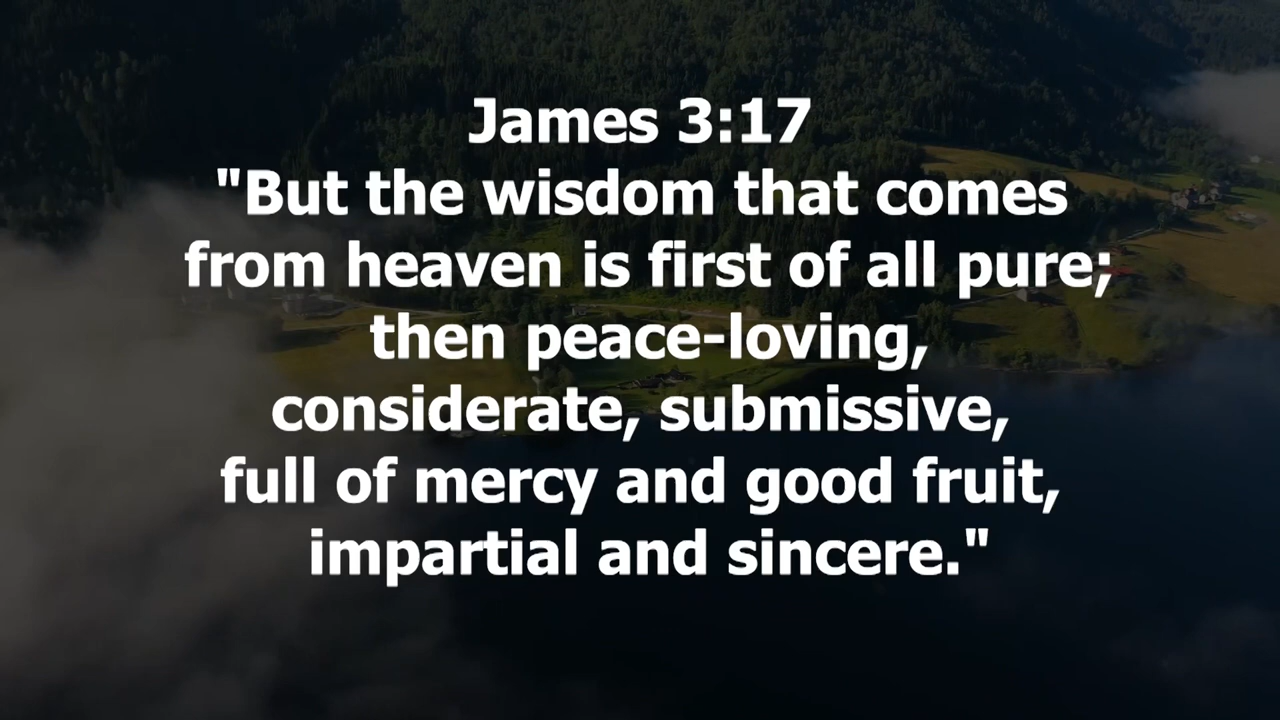 James 3:17
"But the wisdom that comes
from heaven is first of all pure;
then peace-loving,
considerate, submissive,
full of mercy and good fruit,
impartial and sincere."